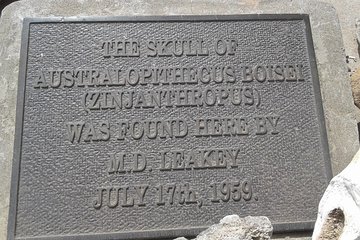 THE SKULL OF
AUSTRALOPITHECUS BOISEI
(ZINJANTHROPUS)
WAS FOUND HERE BY
M.D. LEAKEY
JULY 17th, 1959.